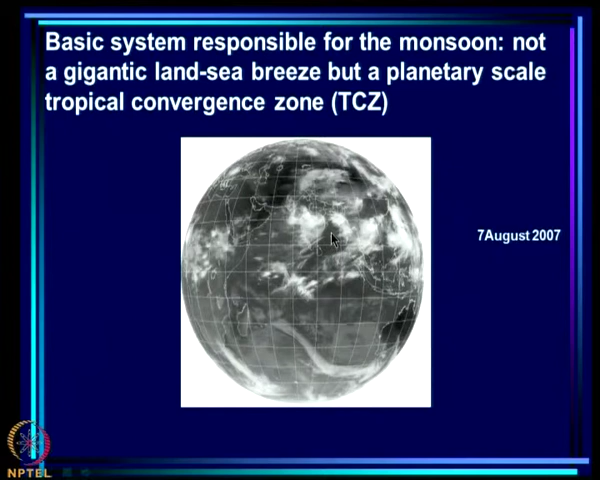 Basic system responsible for the monsoon: not
a gigantic land-sea breeze but a planetary scale
tropical convergence zone (TCZ)
7August 2007
NPTEL